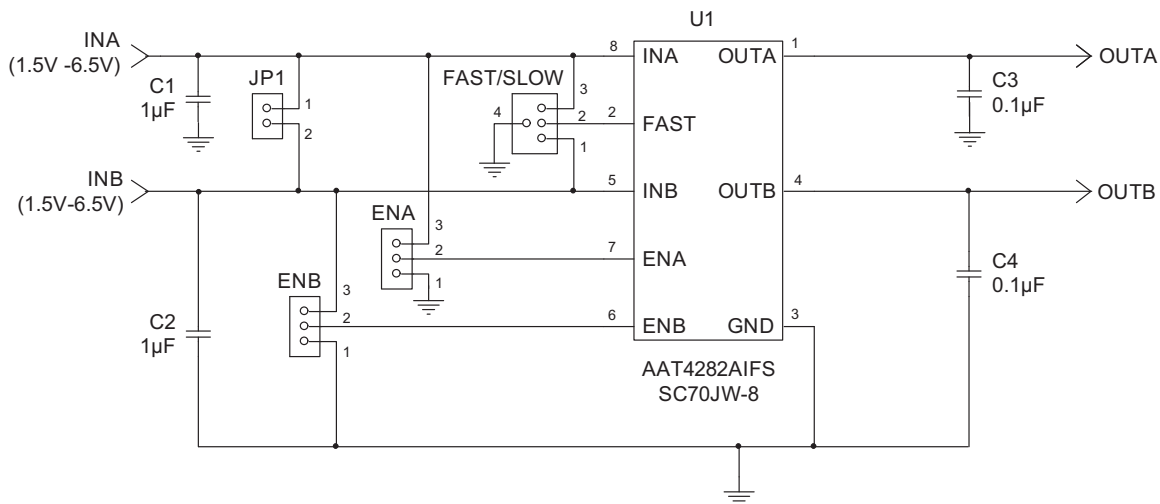 U1
INA
(1.5V -6.5V)
8
INA
OUTA
1
OUTA
C1
1µF
JP1
1
2
FAST/SLOW
3
4
2
1
2
FAST
C3
0.1µF
INB
(1.5V-6.5V)
5
INB
OUTB
4
OUTB
ENA
3
2
1
7
ENA
C4
0.1µF
ENB
3
2
1
6
ENB
GND
3
C2
1µF
AAT4282AIFS
SC70JW-8